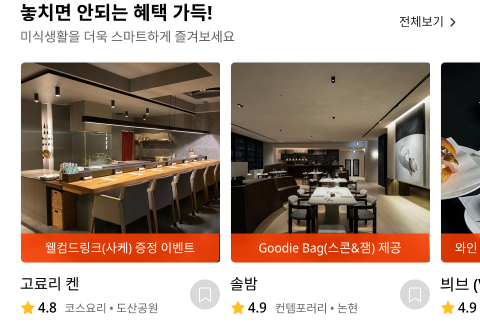 놓치면 안되는 혜택 가득!
미식생활을 더욱 스마트하게 즐겨보세요
전체보기 >
웰컴드링크(사케) 증정 이벤트
Goodie Bag(스콘&잼) 제공
와인
고료리 켄
솔밤
빅브 (
4.8 코스요리 • 도산공원
4.9 컨템포러리 • 논현
4.9